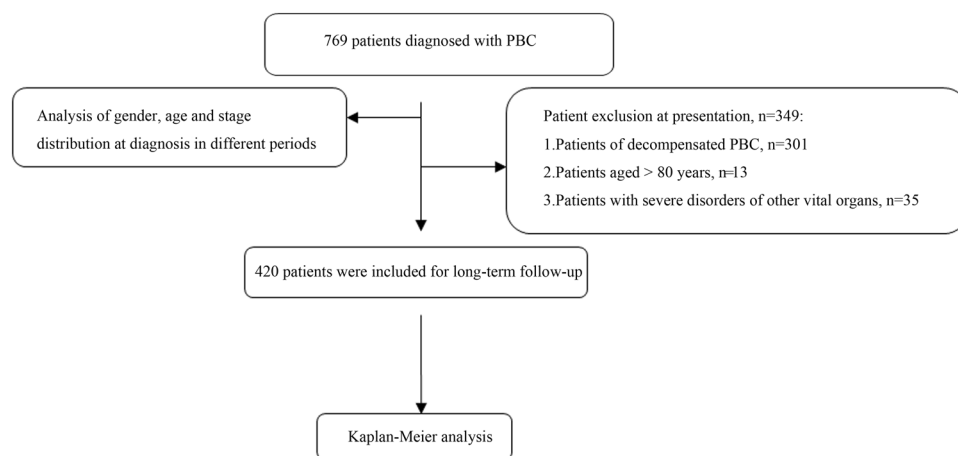 769 patients diagnosed with PBC
Analysis of gender, age and stage
distribution at diagnosis in different periods
Patient exclusion at presentation, n=349:
1.Patients of decompensated PBC, n=301
2.Patients aged > 80 years, n=13
3.Patients with severe disorders of other vital organs, n=35
420 patients were included for long-term follow-up
Kaplan-Meier analysis